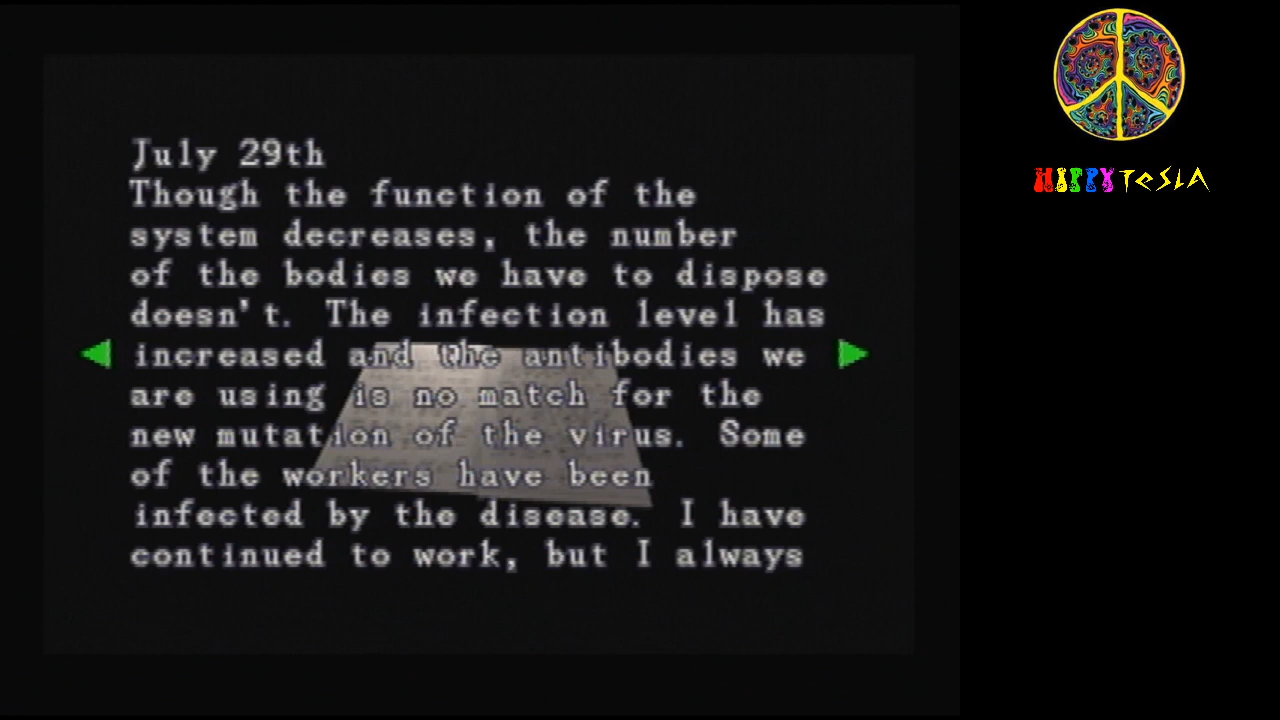 July 29th
Though the function of the
system decreases, the number
of the bodies we have to dispose
doesn't. The infection level has
increased and the antibodies we
are using is no match for the
new mutation of the virus. Some
of the workers have been
infected by the disease. I have
continued to work, but I always
HIPPYTESLA